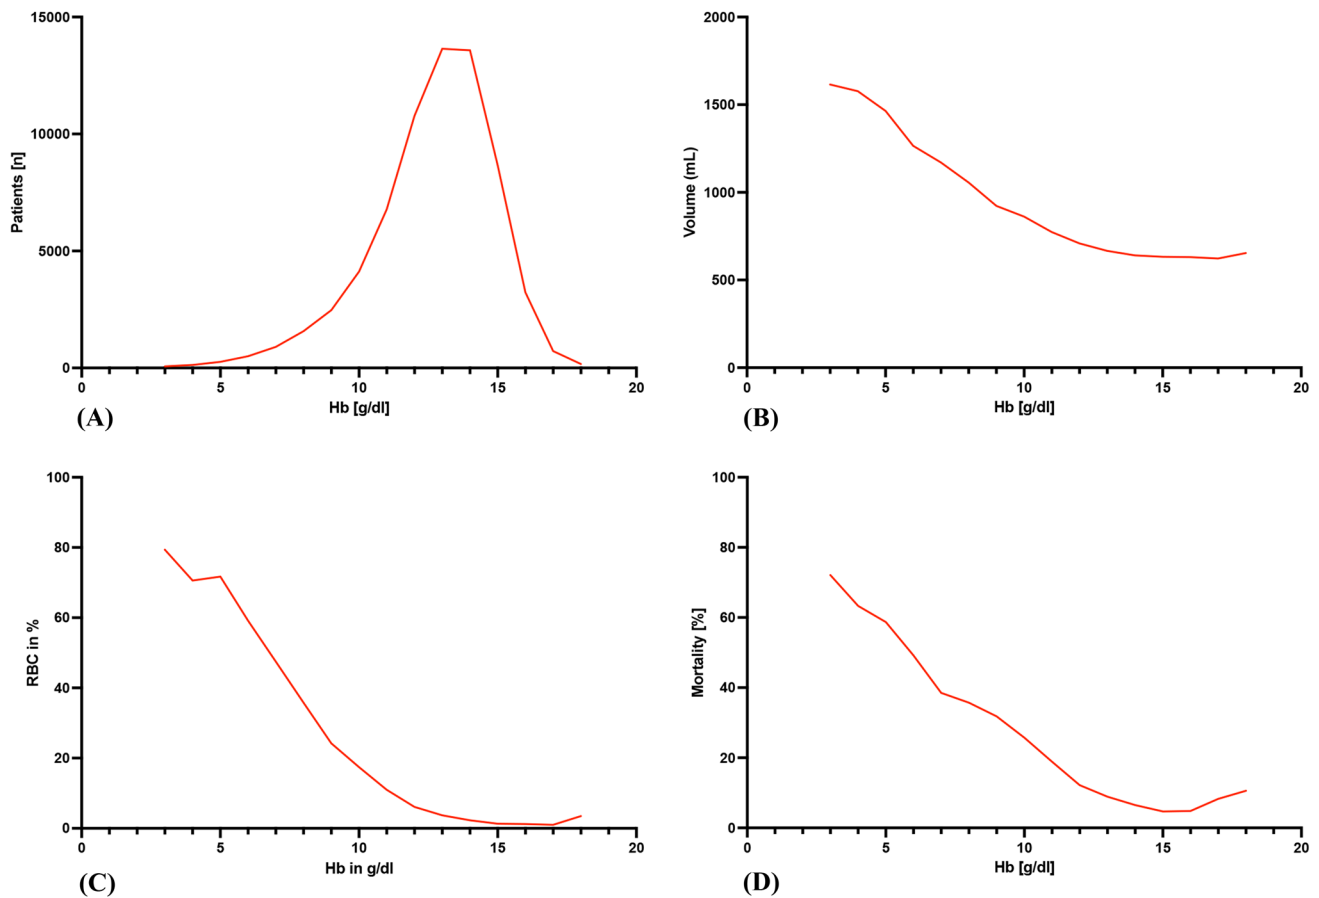 15000
10000
5000
0
Patients [n]
0 5 10 15 20
Hb [g/dl]
(A)
2000
1500
1000
500
0
Volume (mL)
0 5 10 15 20
Hb [g/dl]
(B)
100
80
60
40
20
0
RBC in %
0 5 10 15 20
Hb in g/dl
(C)
100
80
60
40
20
0
Mortality [%]
0 5 10 15 20
Hb [g/dl]
(D)